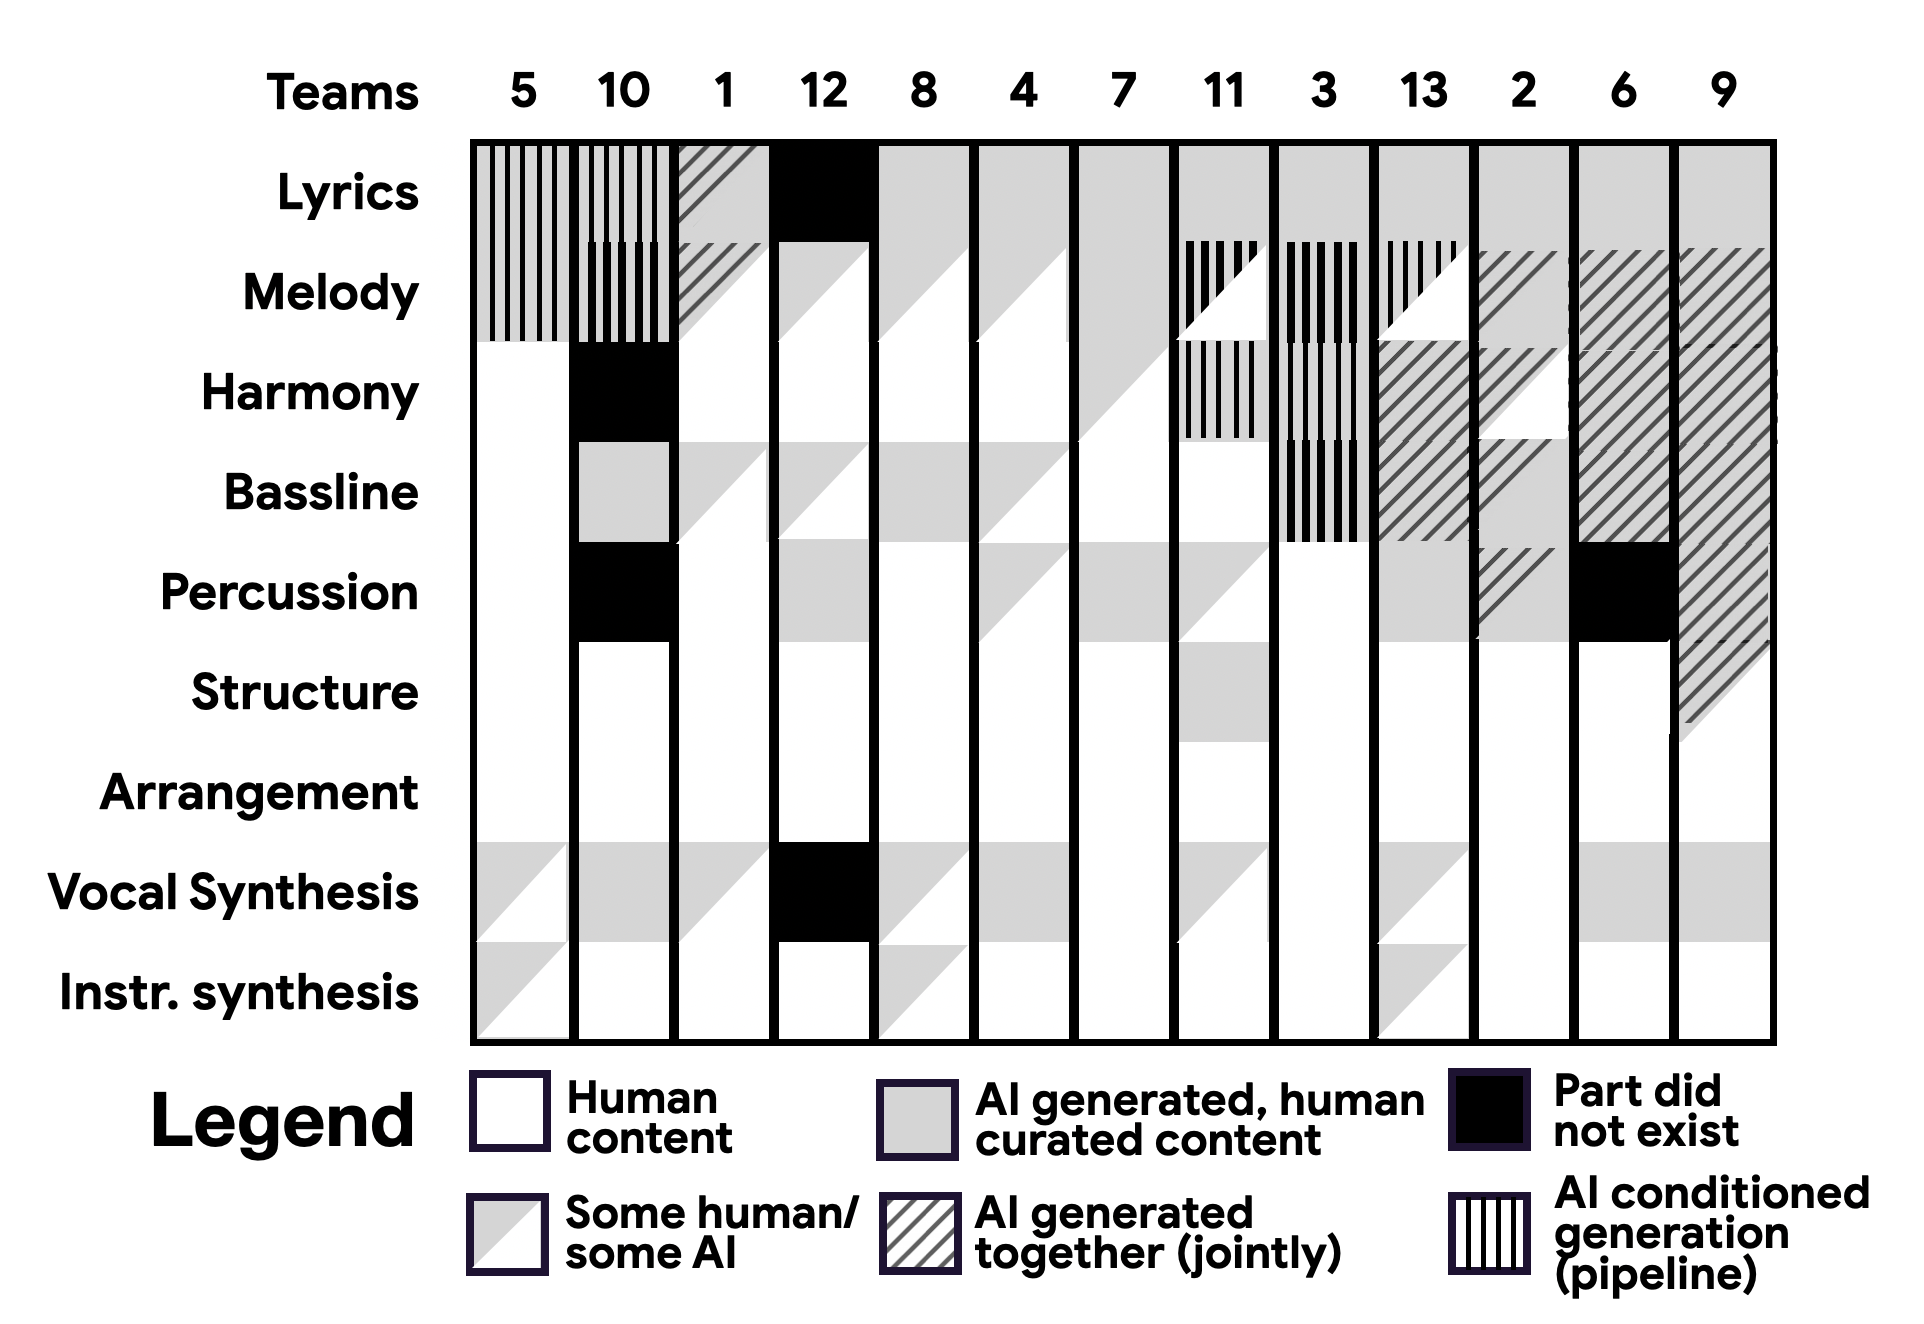 Teams 5 10 1 12 8 4 7 11 3 13 2 6 9
Lyrics
Melody
Harmony
Bassline
Percussion
Structure
Arrangement
Vocal Synthesis
Instr. synthesis
Legend
Human
content
AI generated, human
curated content
Part did
not exist
Some human/
some AI
AI generated
together (jointly)
AI conditioned
generation
(pipeline)